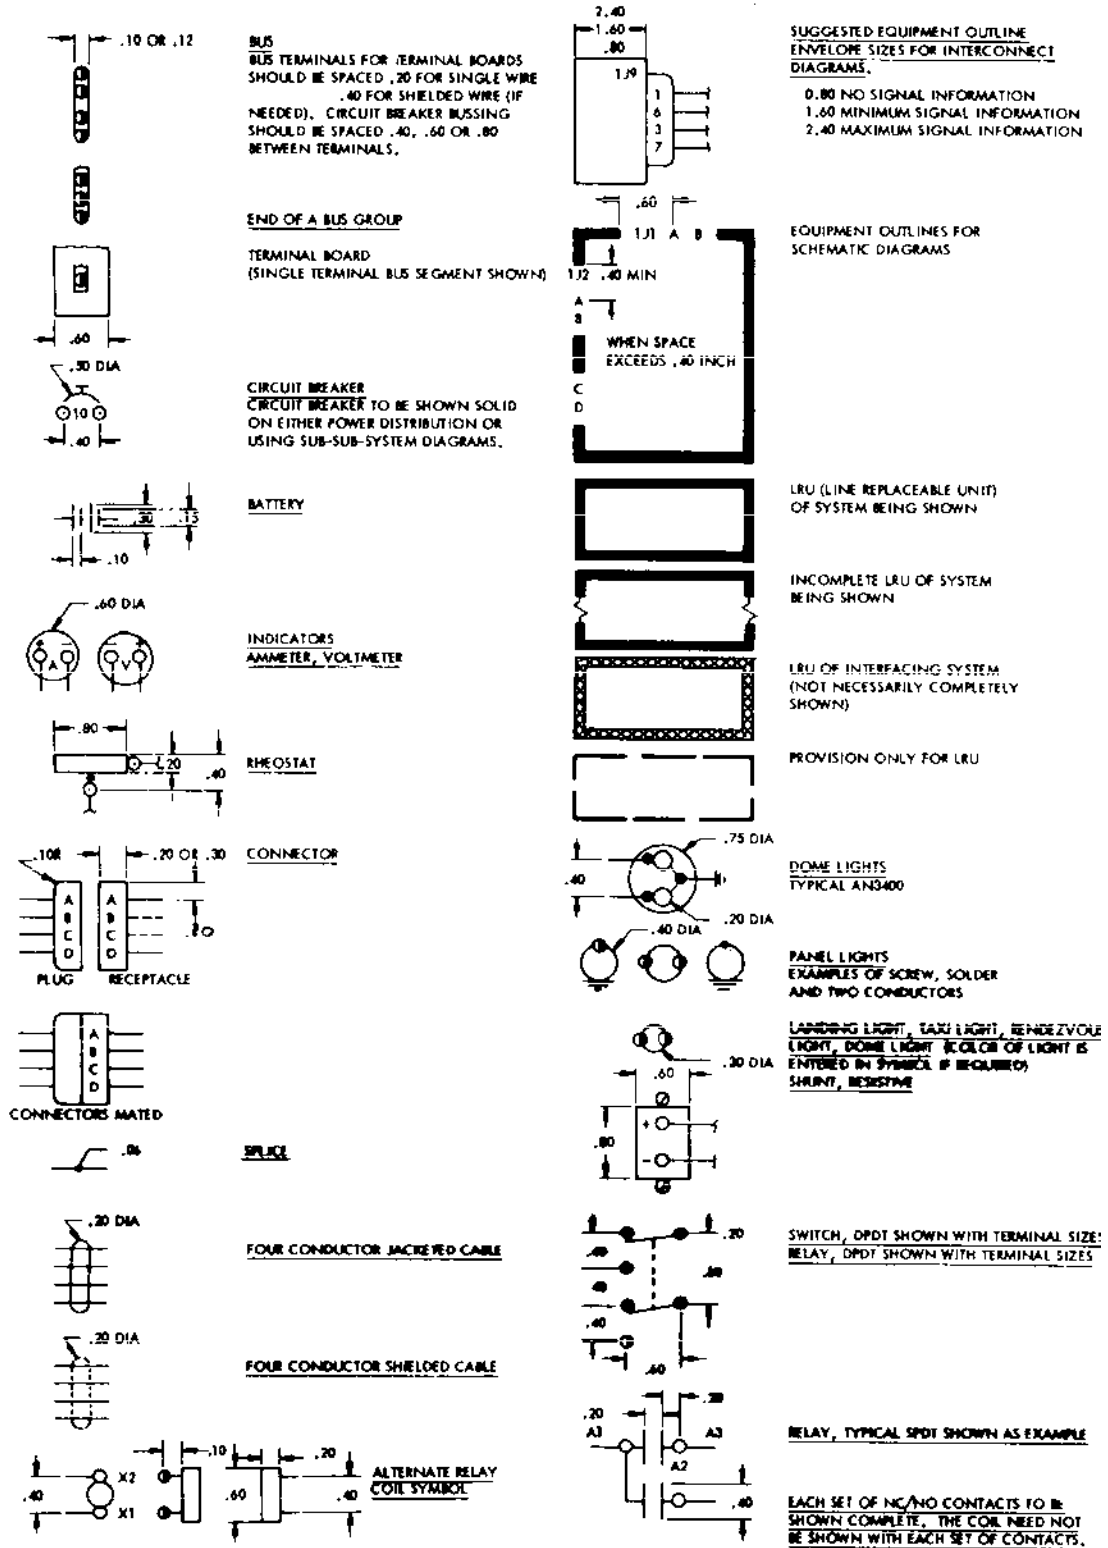 .10 OR .12
BUS
BUS TERMINALS FOR TERMINAL BOARDS
SHOULD BE SPACED .20 FOR SINGLE WIRE
.40 FOR SHIELDED WIRE (IF
NEEDED). CIRCUIT BREAKER BUSSING
SHOULD BE SPACED .40, .60 OR .80
BETWEEN TERMINALS.
END OF A BUS GROUP
TERMINAL BOARD
(SINGLE TERMINAL BUS SEGMENT SHOWN)
.60
.50 DIA
10
.40
CIRCUIT BREAKER
CIRCUIT BREAKER TO BE SHOWN SOLID
ON EITHER POWER DISTRIBUTION OR
USING SUB-SUB-SYSTEM DIAGRAMS.
BATTERY
.30
.15
.10
.60 DIA
A
V
INDICATORS
AMMETER, VOLTMETER
.80
.20
.40
RHEOSTAT
.10R
.20 OR .30
CONNECTOR
A A
B B
C C
D D
PLUG RECEPTACLE
A
B
C
D
CONNECTORS MATED
.06
SPLICE
.20 DIA
FOUR CONDUCTOR JACKETED CABLE
.20 DIA
FOUR CONDUCTOR SHIELDED CABLE
.40
X2
X1
.10
.60
.20
.40
ALTERNATE RELAY
COIL SYMBOL
2.40
1.60
.80
1J9
1
6
3
7
SUGGESTED EQUIPMENT OUTLINE
ENVELOPE SIZES FOR INTERCONNECT
DIAGRAMS.
0.80 NO SIGNAL INFORMATION
1.60 MINIMUM SIGNAL INFORMATION
2.40 MAXIMUM SIGNAL INFORMATION
.60
1J1 A B
1J2 .40 MIN
A
B
WHEN SPACE
EXCEEDS .40 INCH
C
D
EQUIPMENT OUTLINES FOR
SCHEMATIC DIAGRAMS
LRU (LINE REPLACEABLE UNIT)
OF SYSTEM BEING SHOWN
INCOMPLETE LRU OF SYSTEM
BEING SHOWN
LRU OF INTERFACING SYSTEM
(NOT NECESSARILY COMPLETELY
SHOWN)
PROVISION ONLY FOR LRU
.75 DIA
.40
.20 DIA
DOME LIGHTS
TYPICAL AN3400
.40 DIA
PANEL LIGHTS
EXAMPLES OF SCREW, SOLDER
AND TWO CONDUCTORS
.30 DIA
LANDING LIGHT, TAXI LIGHT, RENDEZVOUS
LIGHT, DOME LIGHT (COLOR OF LIGHT IS
ENTERED IN SYMBOL IF REQUIRED)
SHUNT, RESISTIVE
.60
.80
+
-
.20
.40
.40
.80
.40
.60
SWITCH, DPDT SHOWN WITH TERMINAL SIZES
RELAY, DPDT SHOWN WITH TERMINAL SIZES
.20
.20
A3 A3
A2
.40
RELAY, TYPICAL SPDT SHOWN AS EXAMPLE
EACH SET OF NC/NO CONTACTS TO BE
SHOWN COMPLETE. THE COIL NEED NOT
BE SHOWN WITH EACH SET OF CONTACTS.